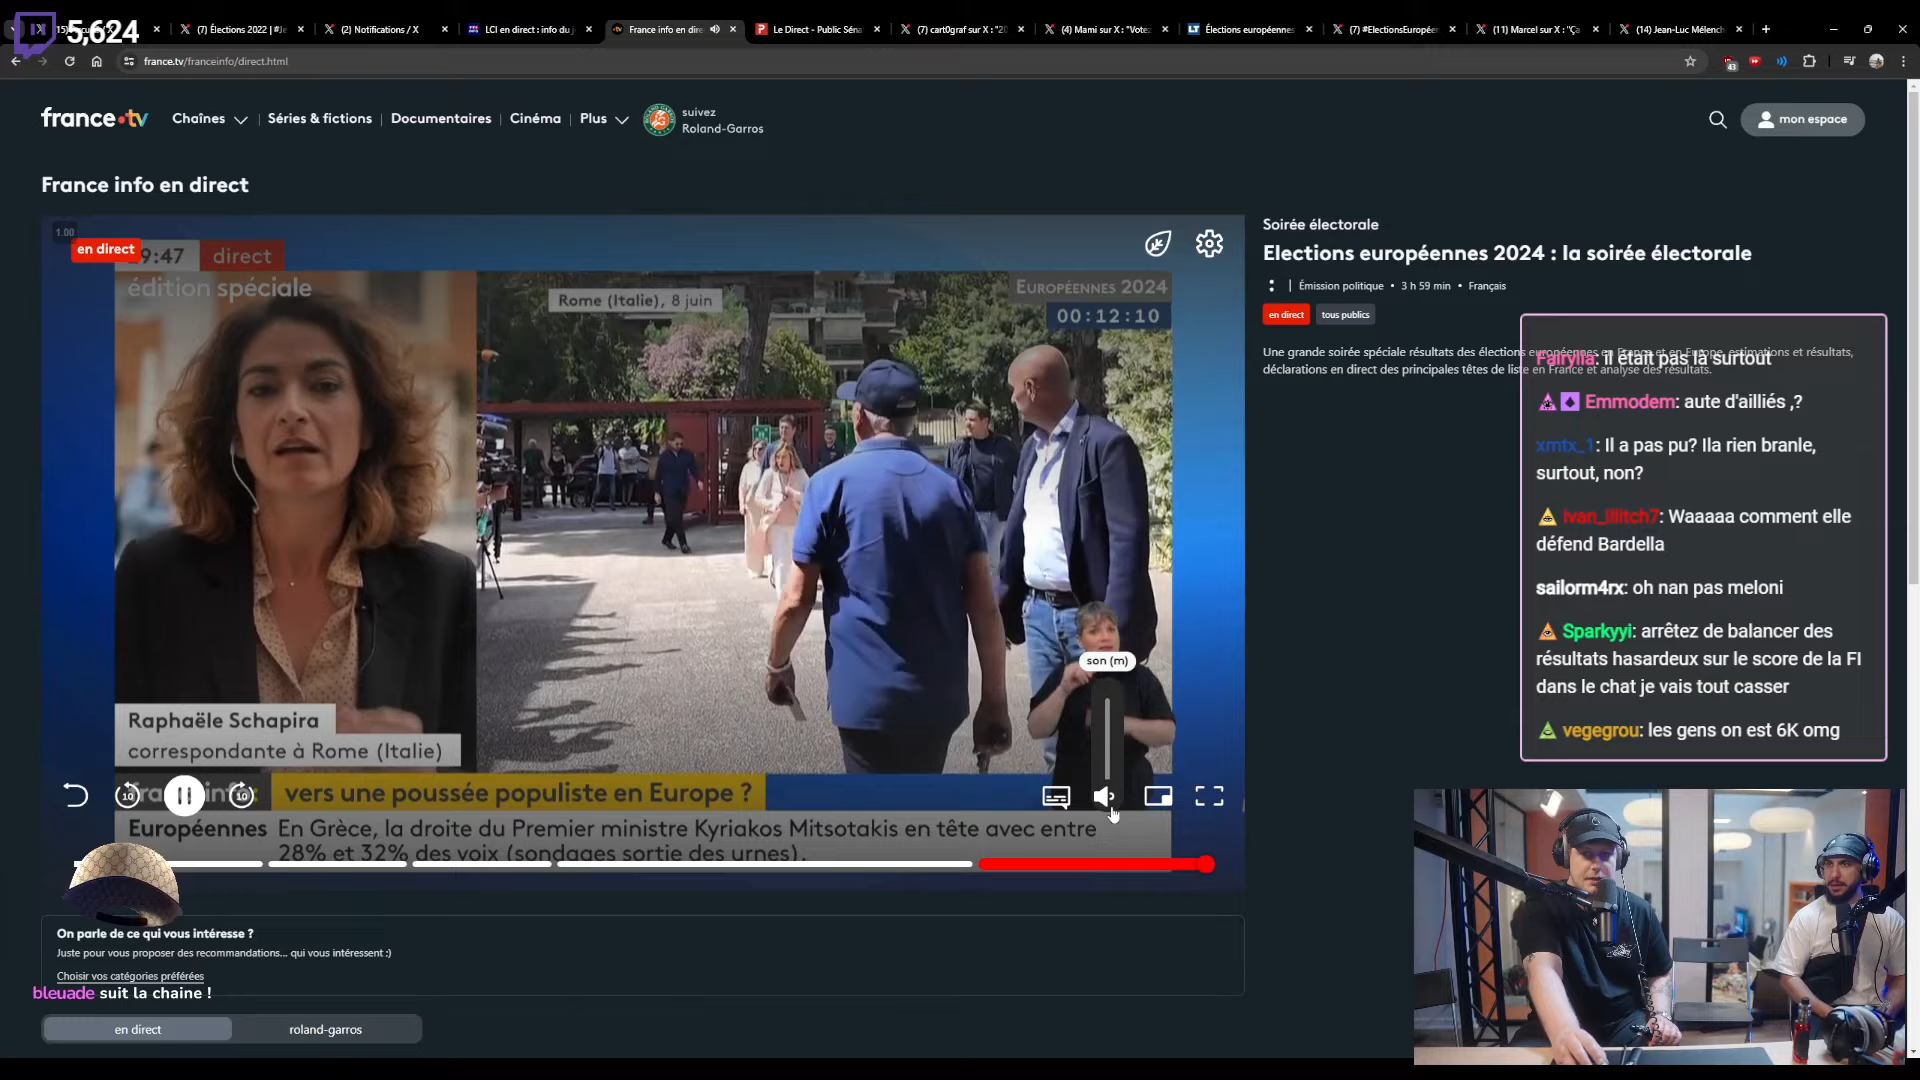 5,624
(7) Élections 2022 | #Je
(2) Notifications / X
LCI en direct : info du j
France info en dire
Le Direct - Public Séna
(7) cart0graf sur X : "20
(4) Mami sur X : "Votez
Élections européennes
(7) #ElectionsEuropée
(11) Marcel sur X : "Ça
(14) Jean-Luc Mélench
france.tv/franceinfo/direct.html
43
france•tv
Chaînes
Séries & fictions
Documentaires
Cinéma
Plus
suivez
Roland-Garros
mon espace
France info en direct
1.00
en direct
9:47
direct
édition spéciale
Rome (Italie), 8 juin
EUROPÉENNES 2024
00:12:10
son (m)
Raphaële Schapira
correspondante à Rome (Italie)
10
10
vers une poussée populiste en Europe ?
Européennes En Grèce, la droite du Premier ministre Kyriakos Mitsotakis en tête avec entre
28% et 32% des voix (sondages sortie des urnes).
Soirée électorale
Elections européennes 2024 : la soirée électorale
Émission politique • 3 h 59 min • Français
en direct
tous publics
Une grande soirée spéciale résultats des élections européennes en France et en Europe, estimations et résultats,
déclarations en direct des principales têtes de liste en France et analyse des résultats.
Fairylia: il était pas là surtout
Emmodem: aute d'ailliés ,?
xmtx_1: Il a pas pu? Ila rien branle,
surtout, non?
: Waaaaa comment elle
défend Bardella
sailorm4rx: oh nan pas meloni
Sparkyyi: arrêtez de balancer des
résultats hasardeux sur le score de la FI
dans le chat je vais tout casser
vegegrou: les gens on est 6K omg
On parle de ce qui vous intéresse ?
Juste pour vous proposer des recommandations... qui vous intéressent :)
Choisir vos catégories préférées
bleuade suit la chaine !
en direct
roland-garros